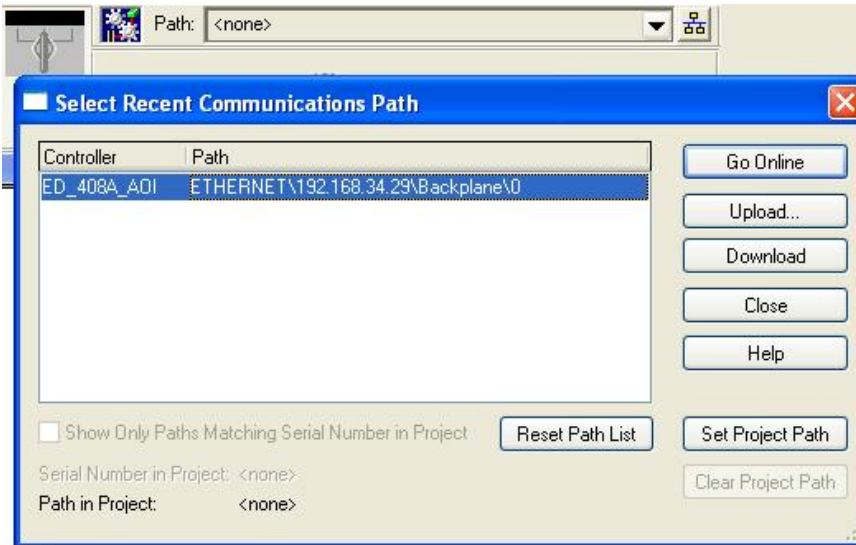 Path: <none>
Select Recent Communications Path
Controller Path
ED_408A_AOI ETHERNET\192.168.34.29\Backplane\0
Go Online
Upload...
Download
Close
Help
Show Only Paths Matching Serial Number in Project
Reset Path List
Set Project Path
Serial Number in Project: <none>
Clear Project Path
Path in Project: <none>